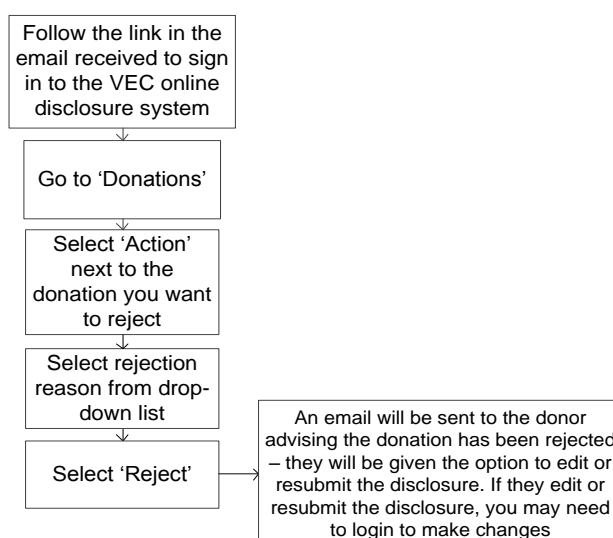 Follow the link in the
email received to sign
in to the VEC online
disclosure system
Go to ‘Donations’
Select ‘Action’
next to the
donation you want
to reject
Select rejection
reason from drop-
down list
Select ‘Reject’
An email will be sent to the donor
advising the donation has been rejected
– they will be given the option to edit or
resubmit the disclosure. If they edit or
resubmit the disclosure, you may need
to login to make changes